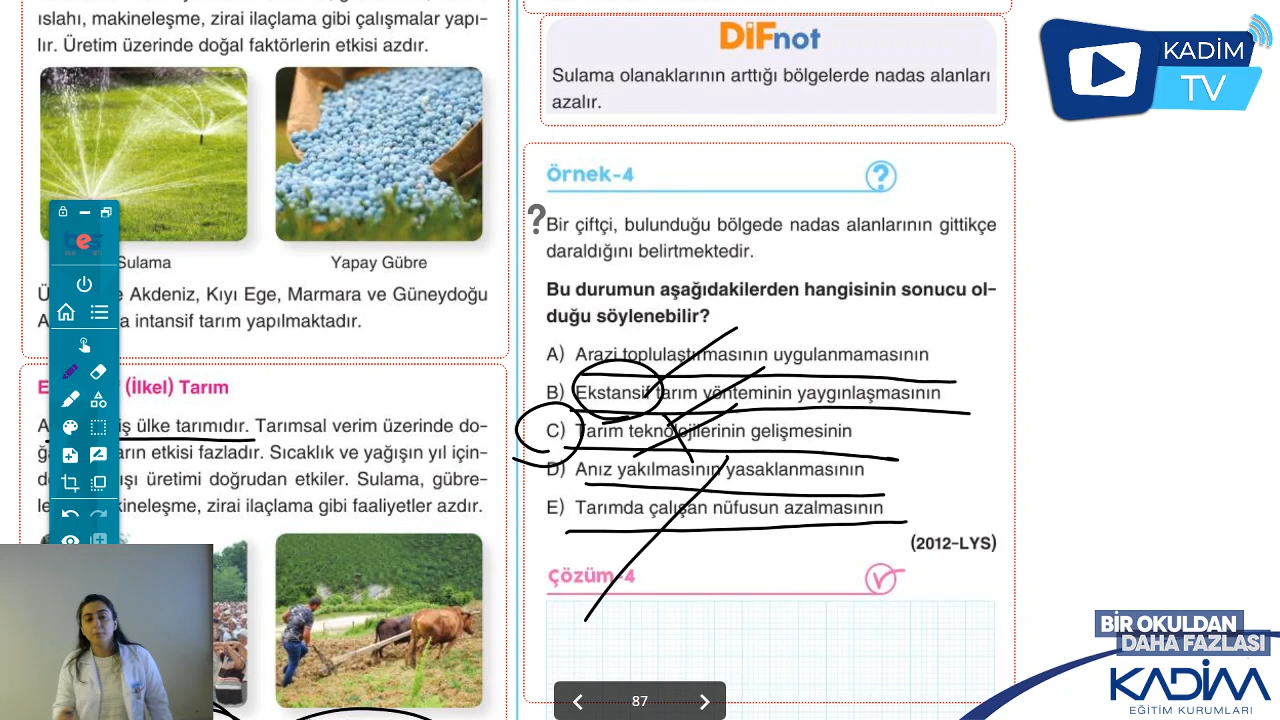 ıslahı, makineleşme, zirai ilaçlama gibi çalışmalar yapı-
lır. Üretim üzerinde doğal faktörlerin etkisi azdır.
Sulama
Yapay Gübre
Akdeniz, Kıyı Ege, Marmara ve Güneydoğu
intansif tarım yapılmaktadır.
(İlkel) Tarım
ülke tarımıdır. Tarımsal verim üzerinde do-
etkisi fazladır. Sıcaklık ve yağışın yıl için-
üretimi doğrudan etkiler. Sulama, gübre-
makineleşme, zirai ilaçlama gibi faaliyetler azdır.
DİFnot
Sulama olanaklarının arttığı bölgelerde nadas alanları
azalır.
Örnek-4
?
? Bir çiftçi, bulunduğu bölgede nadas alanlarının gittikçe
daraldığını belirtmektedir.
Bu durumun aşağıdakilerden hangisinin sonucu ol-
duğu söylenebilir?
A) Arazi toplulaştırmasının uygulanmamasının
B) Ekstansif tarım yönteminin yaygınlaşmasının
C) Tarım teknolojilerinin gelişmesinin
D) Anız yakılmasının yasaklanmasının
E) Tarımda çalışan nüfusun azalmasının
(2012-LYS)
Çözüm-4
87
KADİM
TV
BİR OKULDAN
DAHA FAZLASI
KADİM
EĞİTİM KURUMLARI